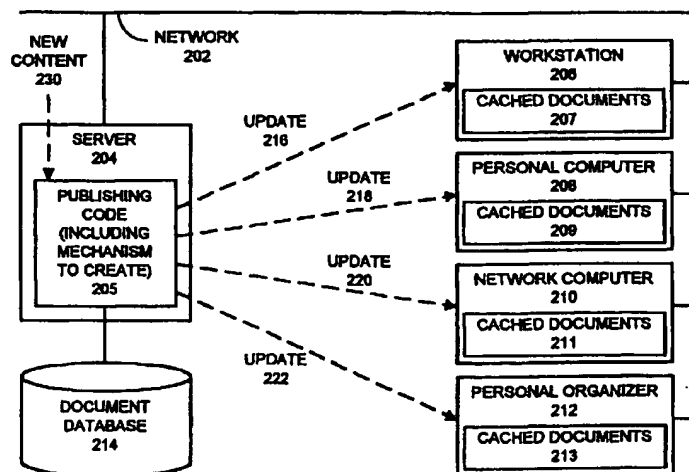 NEW
CONTENT
230
NETWORK
202
SERVER
204
PUBLISHING
CODE
(INCLUDING
MECHANISM
TO CREATE)
205
DOCUMENT
DATABASE
214
UPDATE
216
UPDATE
218
UPDATE
220
UPDATE
222
WORKSTATION
206
CACHED DOCUMENTS
207
PERSONAL COMPUTER
208
CACHED DOCUMENTS
209
NETWORK COMPUTER
210
CACHED DOCUMENTS
211
PERSONAL ORGANIZER
212
CACHED DOCUMENTS
213